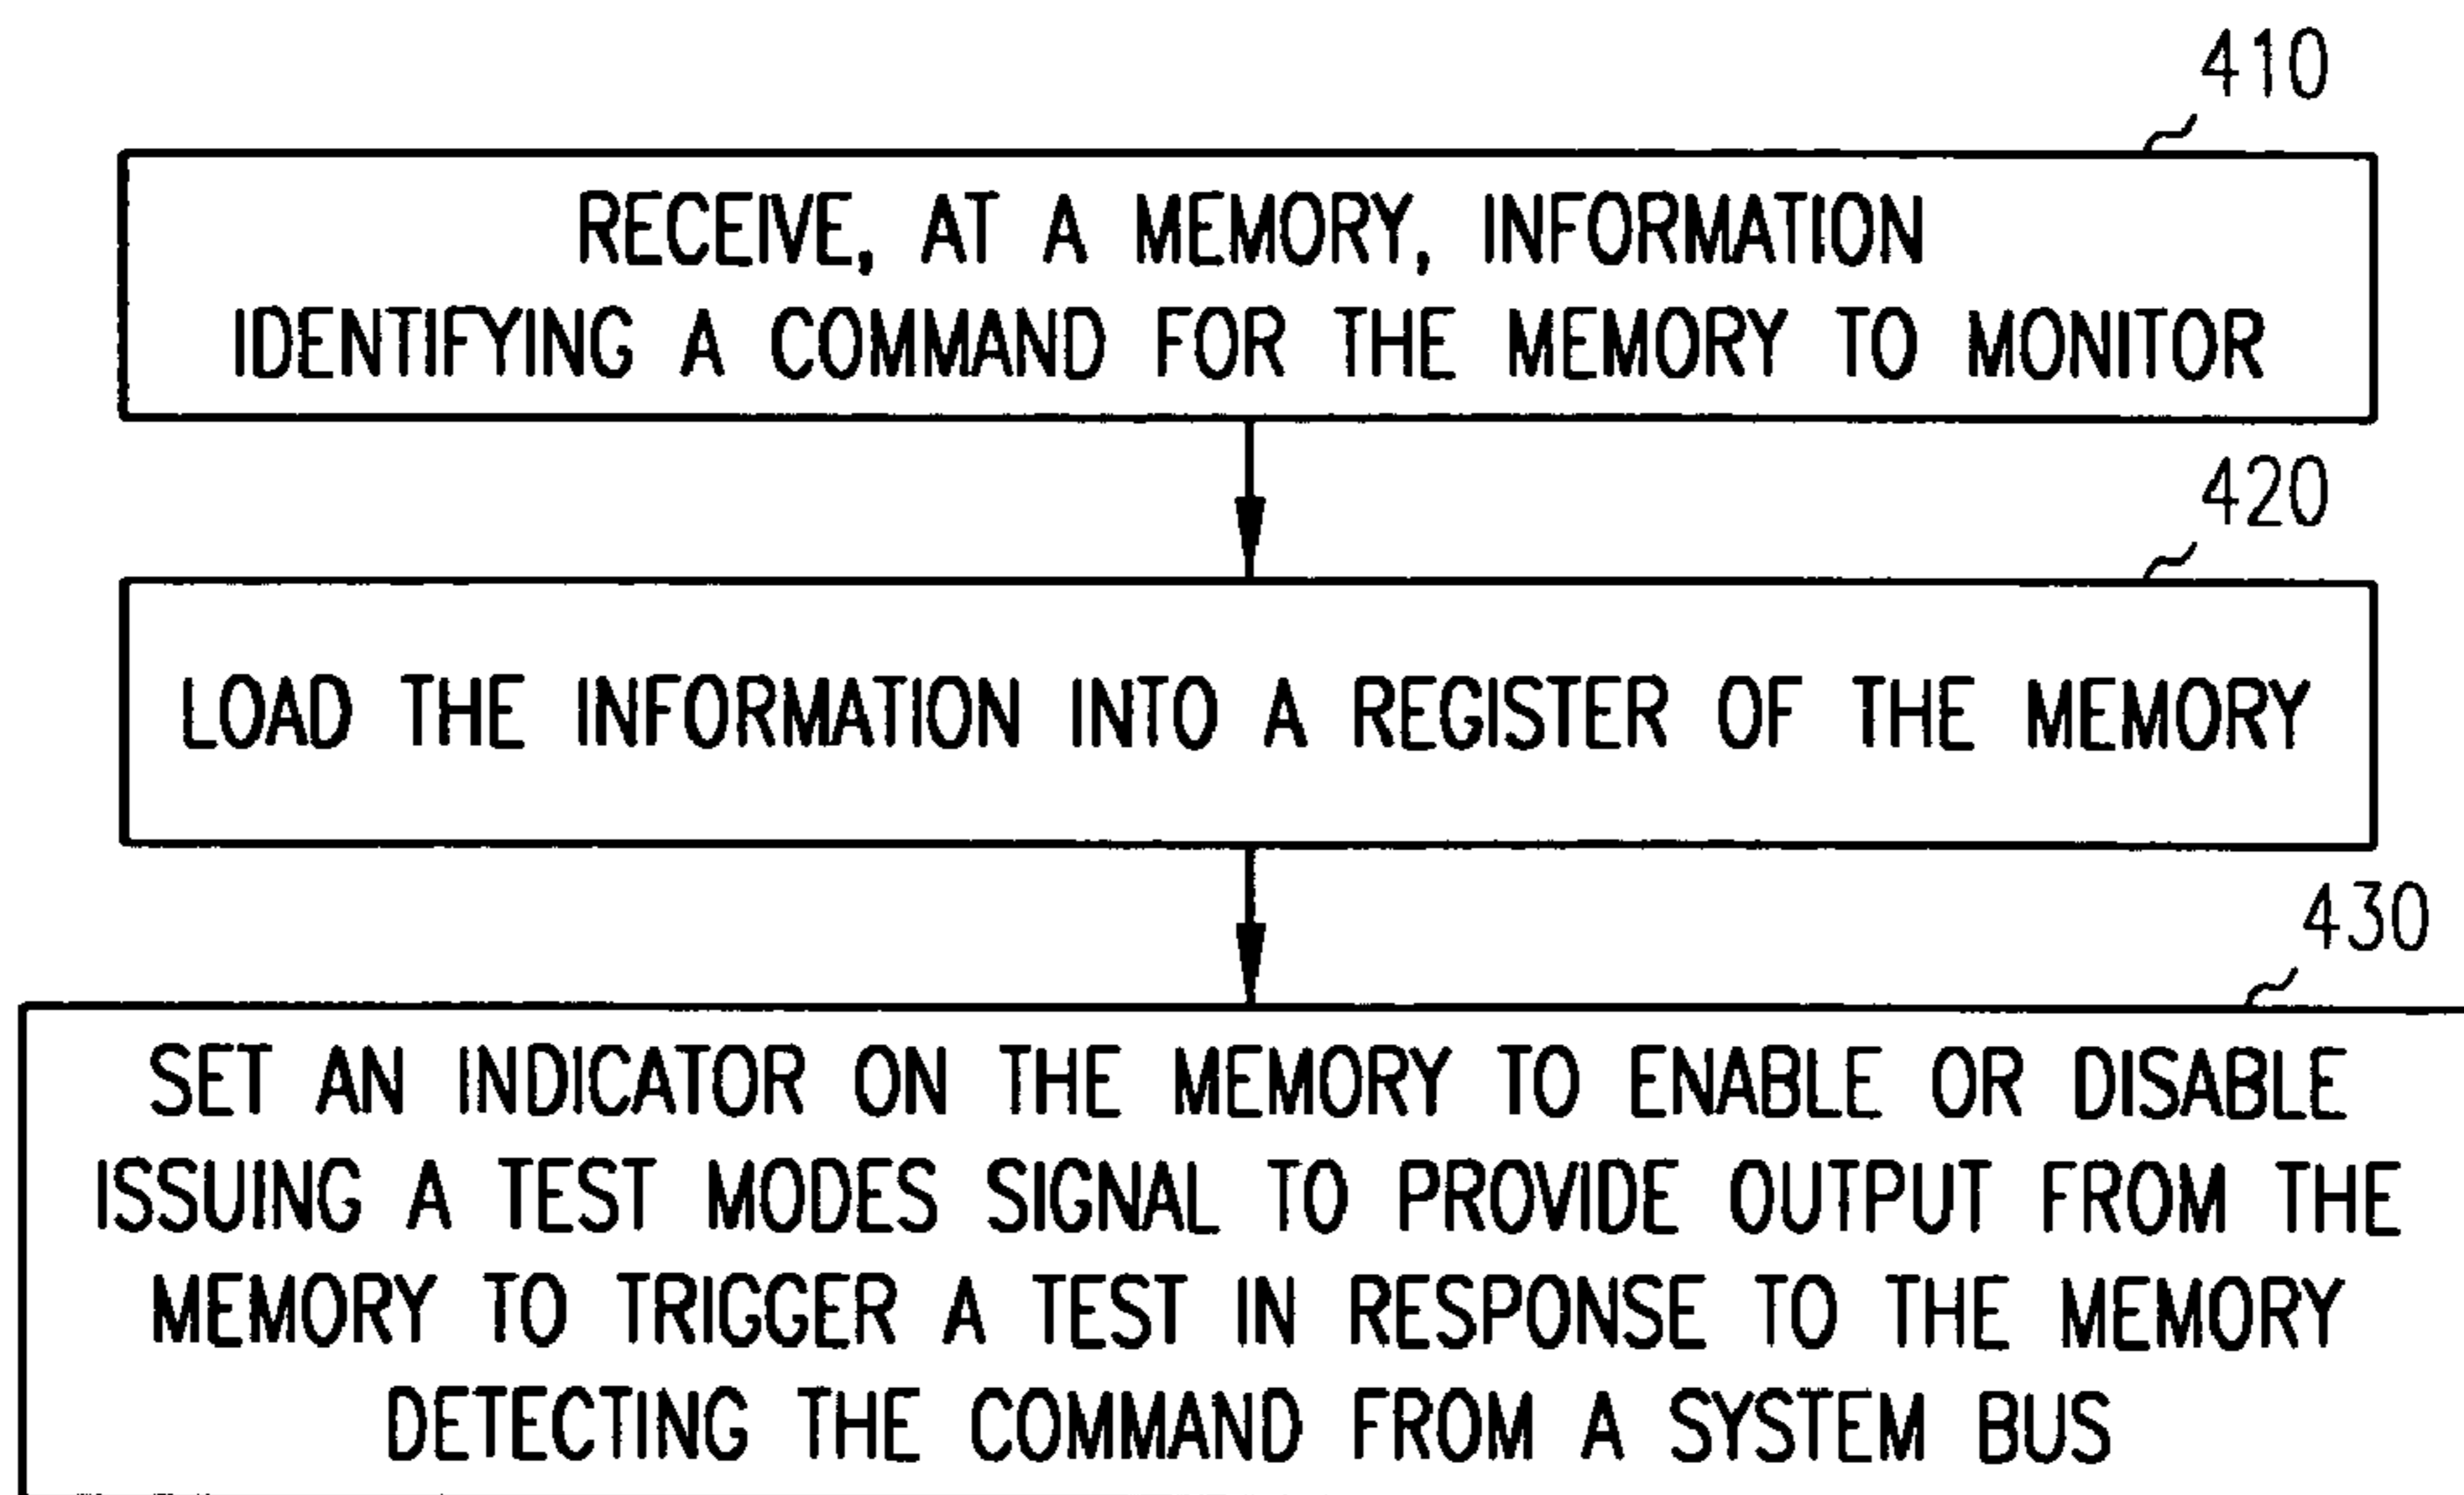 410
RECEIVE, AT A MEMORY, INFORMATION
IDENTIFYING A COMMAND FOR THE MEMORY TO MONITOR
420
LOAD THE INFORMATION INTO A REGISTER OF THE MEMORY
430
SET AN INDICATOR ON THE MEMORY TO ENABLE OR DISABLE
ISSUING A TEST MODES SIGNAL TO PROVIDE OUTPUT FROM THE
MEMORY TO TRIGGER A TEST IN RESPONSE TO THE MEMORY
DETECTING THE COMMAND FROM A SYSTEM BUS